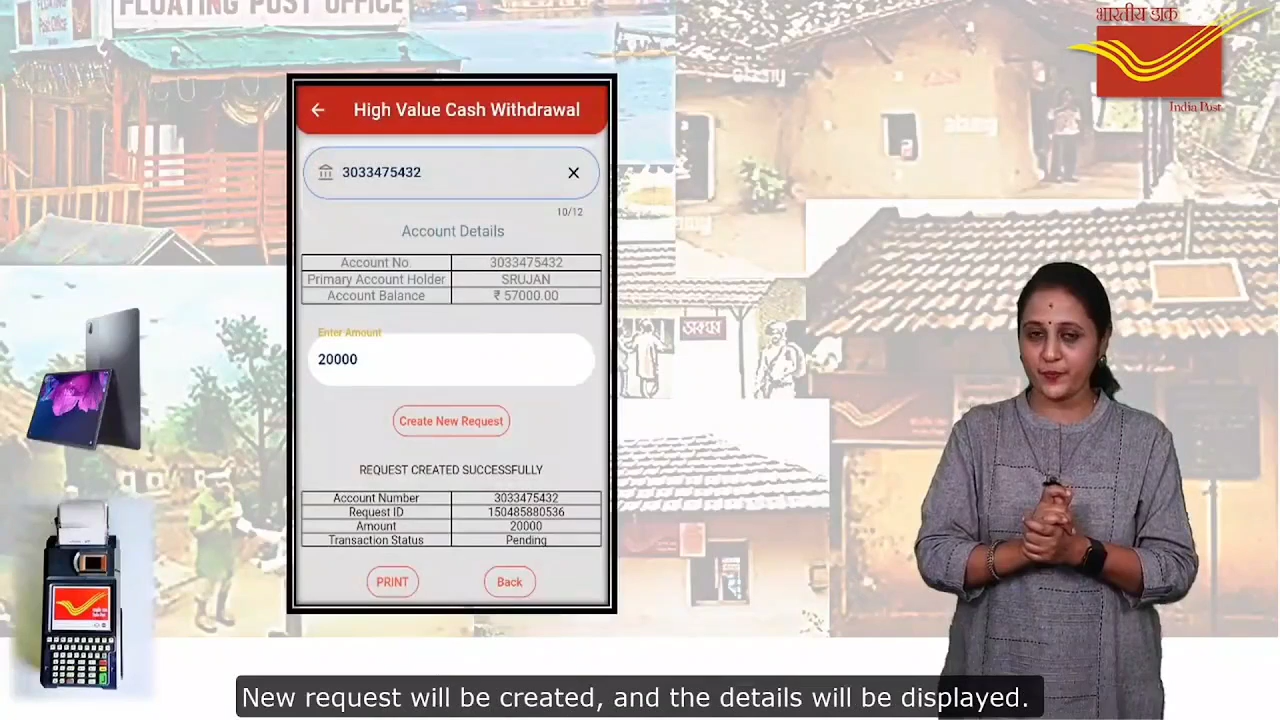 FLOATING POST OFFICE
भारतीय डाक
India Post
High Value Cash Withdrawal
3033475432
10/12
Account Details
Account No. 3033475432
Primary Account Holder SRUJAN
Account Balance ₹ 57000.00
Enter Amount
20000
Create New Request
REQUEST CREATED SUCCESSFULLY
Account Number 3033475432
Request ID 150485880536
Amount 20000
Transaction Status Pending
PRINT Back
डाकघर
New request will be created, and the details will be displayed.